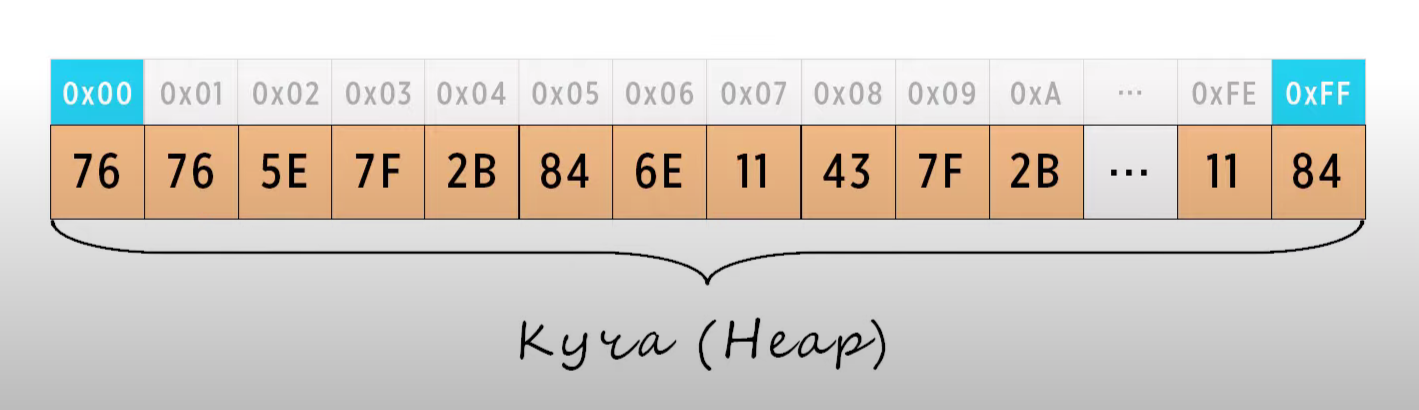 0x00 0x01 0x02 0x03 0x04 0x05 0x06 0x07 0x08 0x09 0xA ... 0xFE 0xFF
76 76 5E 7F 2B 84 6E 11 43 7F 2B ... 11 84
Куча (Heap)